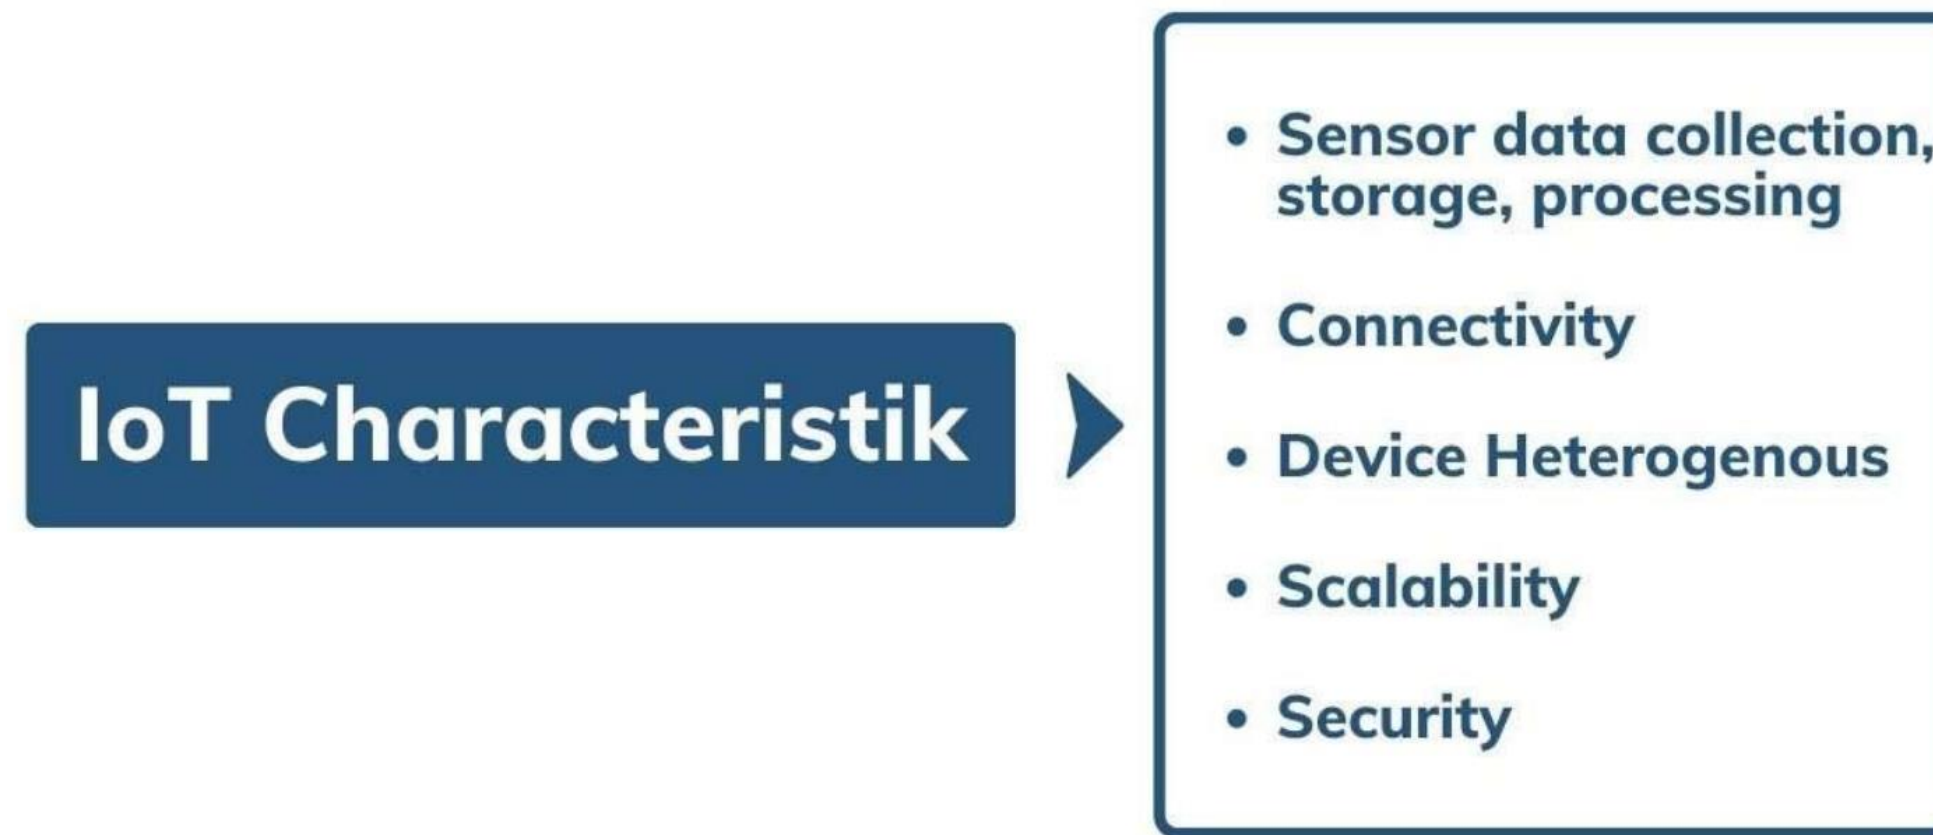 IoT Characteristik
• Sensor data collection,
storage, processing
• Connectivity
• Device Heterogenous
• Scalability
• Security